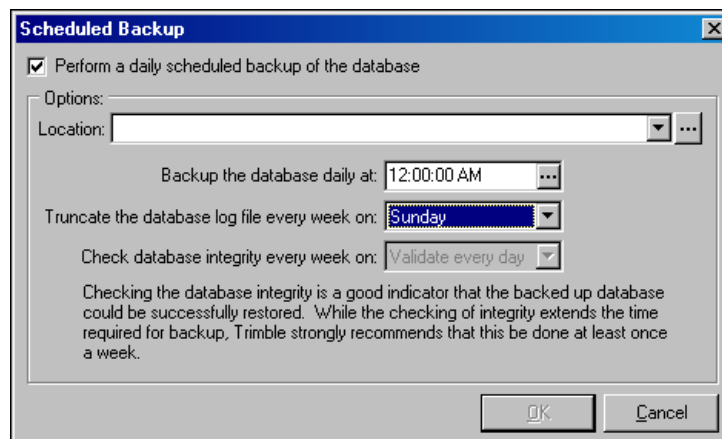 Scheduled Backup
Perform a daily scheduled backup of the database
Options:
Location:
Backup the database daily at: 12:00:00 AM
Truncate the database log file every week on: Sunday
Check database integrity every week on: Validate every day
Checking the database integrity is a good indicator that the backed up database
could be successfully restored.  While the checking of integrity extends the time
required for backup, Trimble strongly recommends that this be done at least once
a week.
OK Cancel